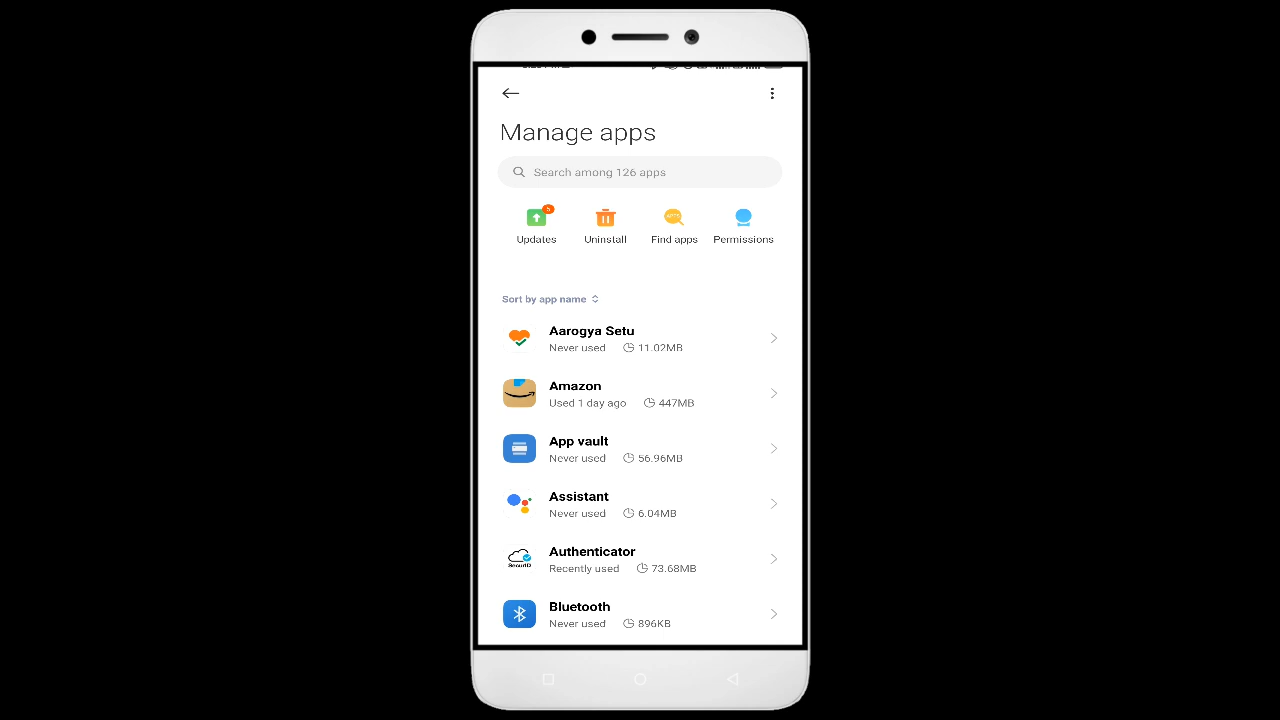 Manage apps
Search among 126 apps
5
Updates
Uninstall
Find apps
Permissions
Sort by app name
Aarogya Setu
Never used 11.02MB
Amazon
Used 1 day ago 447MB
App vault
Never used 56.96MB
Assistant
Never used 6.04MB
Authenticator
Recently used 73.68MB
SecurID
Bluetooth
Never used 896KB